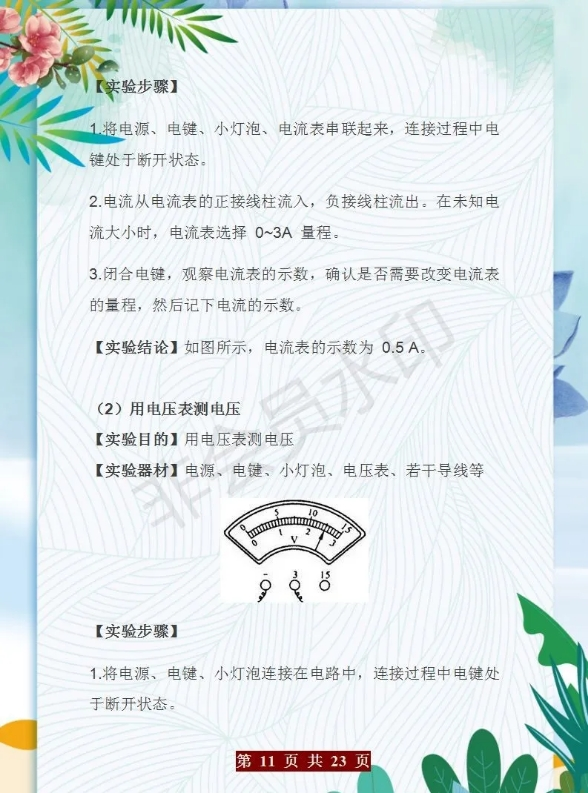 【实验步骤】
1.将电源、电键、小灯泡、电流表串联起来，连接过程中电
键处于断开状态。
2.电流从电流表的正接线柱流入，负接线柱流出。在未知电
流大小时，电流表选择 0~3A 量程。
3.闭合电键，观察电流表的示数，确认是否需要改变电流表
的量程，然后记下电流的示数。
【实验结论】如图所示，电流表的示数为 0.5 A。
（2）用电压表测电压
【实验目的】用电压表测电压
【实验器材】电源、电键、小灯泡、电压表、若干导线等
0 5 10 15
0 1 2 3
V
- 3 15
【实验步骤】
1.将电源、电键、小灯泡连接在电路中，连接过程中电键处
于断开状态。
第 11 页 共 23 页
非会员水印